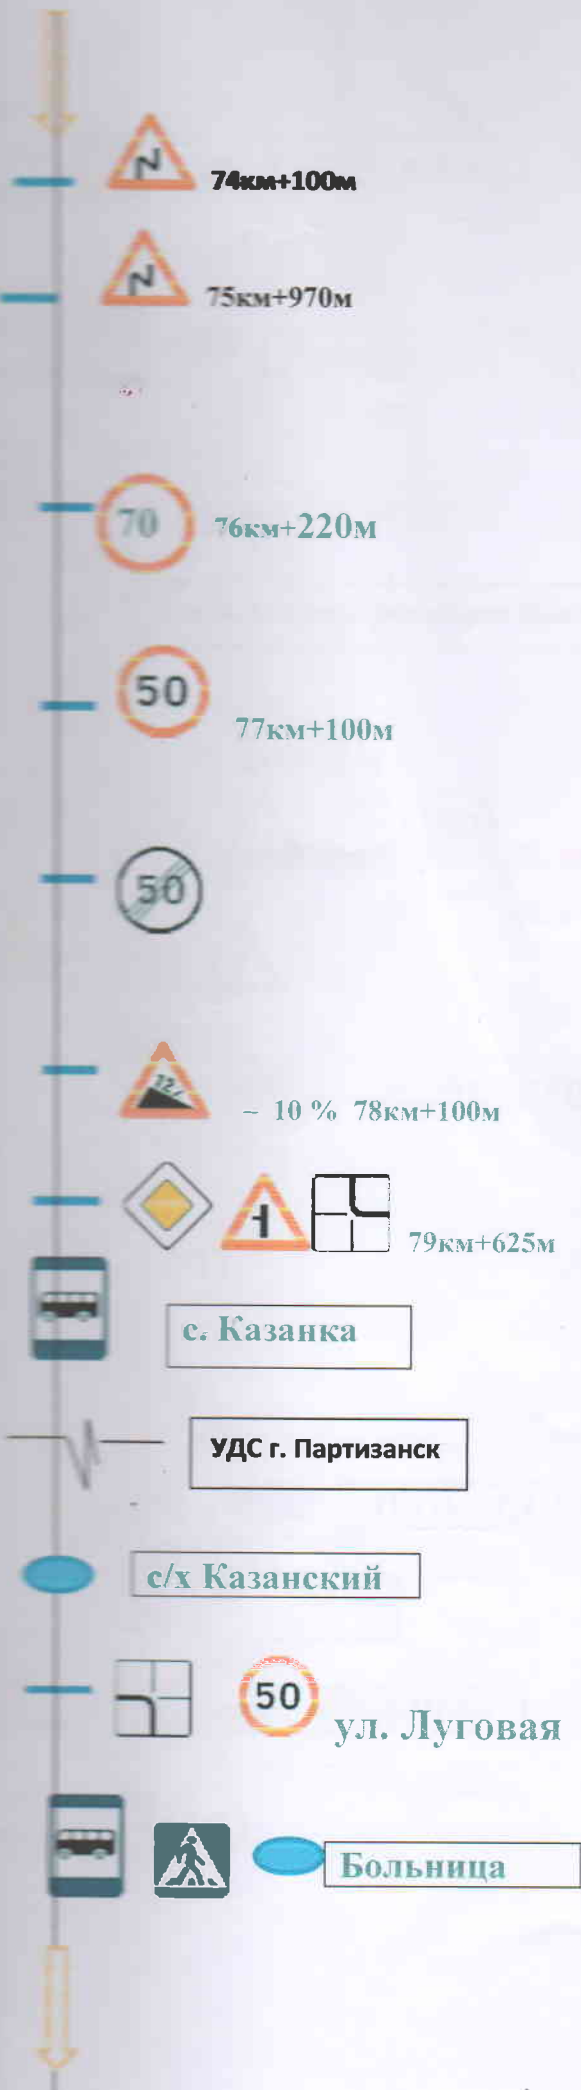 74км+100м
75км+970м
70 76км+220м
50
77км+100м
50
12%
– 10 % 78км+100м
79км+625м
с. Казанка
УДС г. Партизанск
с/х Казанский
50
ул. Луговая
Больница